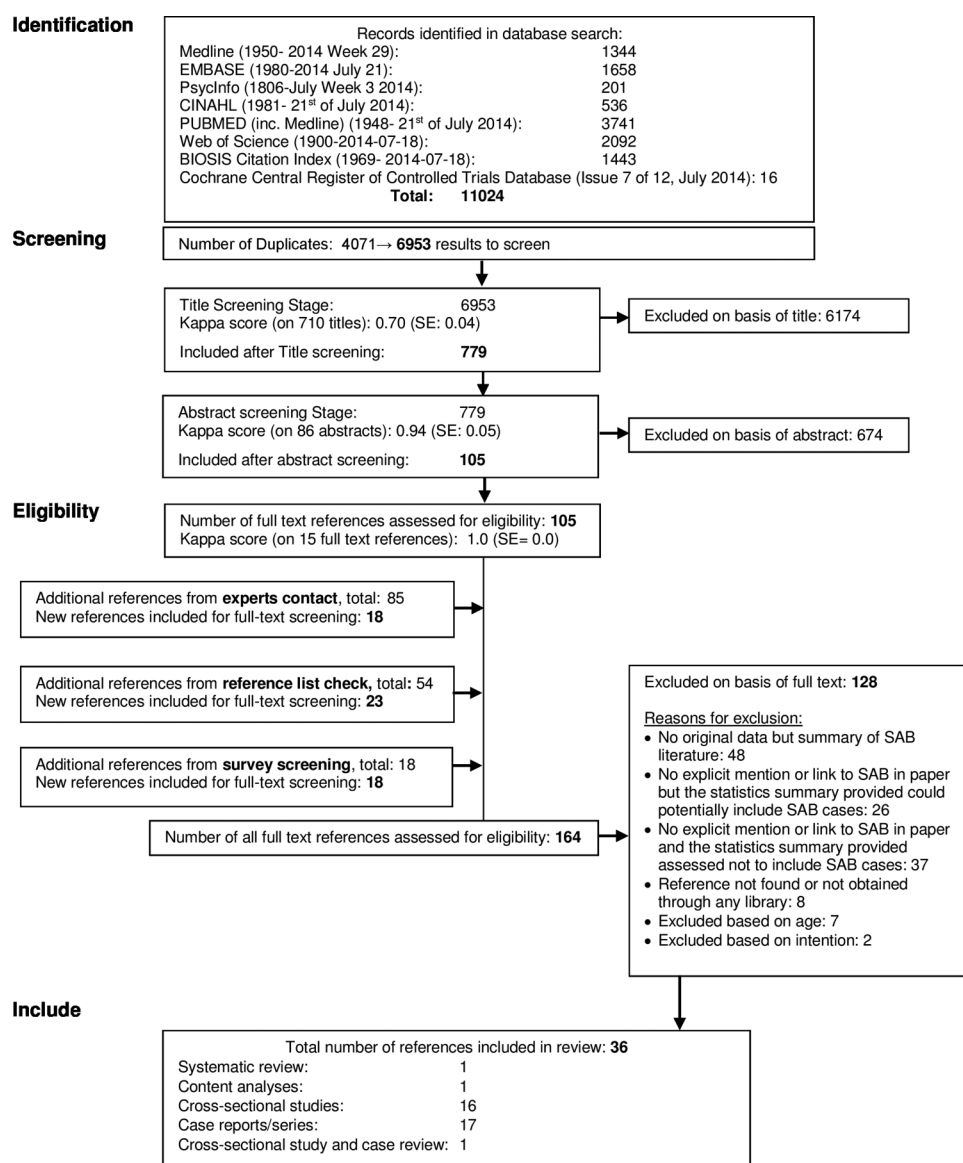 Identification
Records identified in database search:
Medline (1950- 2014 Week 29): 1344
EMBASE (1980-2014 July 21): 1658
PsycInfo (1806-July Week 3 2014): 201
CINAHL (1981- 21st of July 2014): 536
PUBMED (inc. Medline) (1948- 21st of July 2014): 3741
Web of Science (1900-2014-07-18): 2092
BIOSIS Citation Index (1969- 2014-07-18): 1443
Cochrane Central Register of Controlled Trials Database (Issue 7 of 12, July 2014): 16
Total: 11024
Screening
Number of Duplicates: 4071→ 6953 results to screen
Title Screening Stage: 6953
Kappa score (on 710 titles): 0.70 (SE: 0.04)
Included after Title screening: 779
Excluded on basis of title: 6174
Abstract screening Stage: 779
Kappa score (on 86 abstracts): 0.94 (SE: 0.05)
Included after abstract screening: 105
Excluded on basis of abstract: 674
Eligibility
Number of full text references assessed for eligibility: 105
Kappa score (on 15 full text references): 1.0 (SE= 0.0)
Additional references from experts contact, total: 85
New references included for full-text screening: 18
Additional references from reference list check, total: 54
New references included for full-text screening: 23
Additional references from survey screening, total: 18
New references included for full-text screening: 18
Number of all full text references assessed for eligibility: 164
Excluded on basis of full text: 128
Reasons for exclusion:
• No original data but summary of SAB
literature: 48
• No explicit mention or link to SAB in paper
but the statistics summary provided could
potentially include SAB cases: 26
• No explicit mention or link to SAB in paper
and the statistics summary provided
assessed not to include SAB cases: 37
• Reference not found or not obtained
through any library: 8
• Excluded based on age: 7
• Excluded based on intention: 2
Include
Total number of references included in review: 36
Systematic review: 1
Content analyses: 1
Cross-sectional studies: 16
Case reports/series: 17
Cross-sectional study and case review: 1